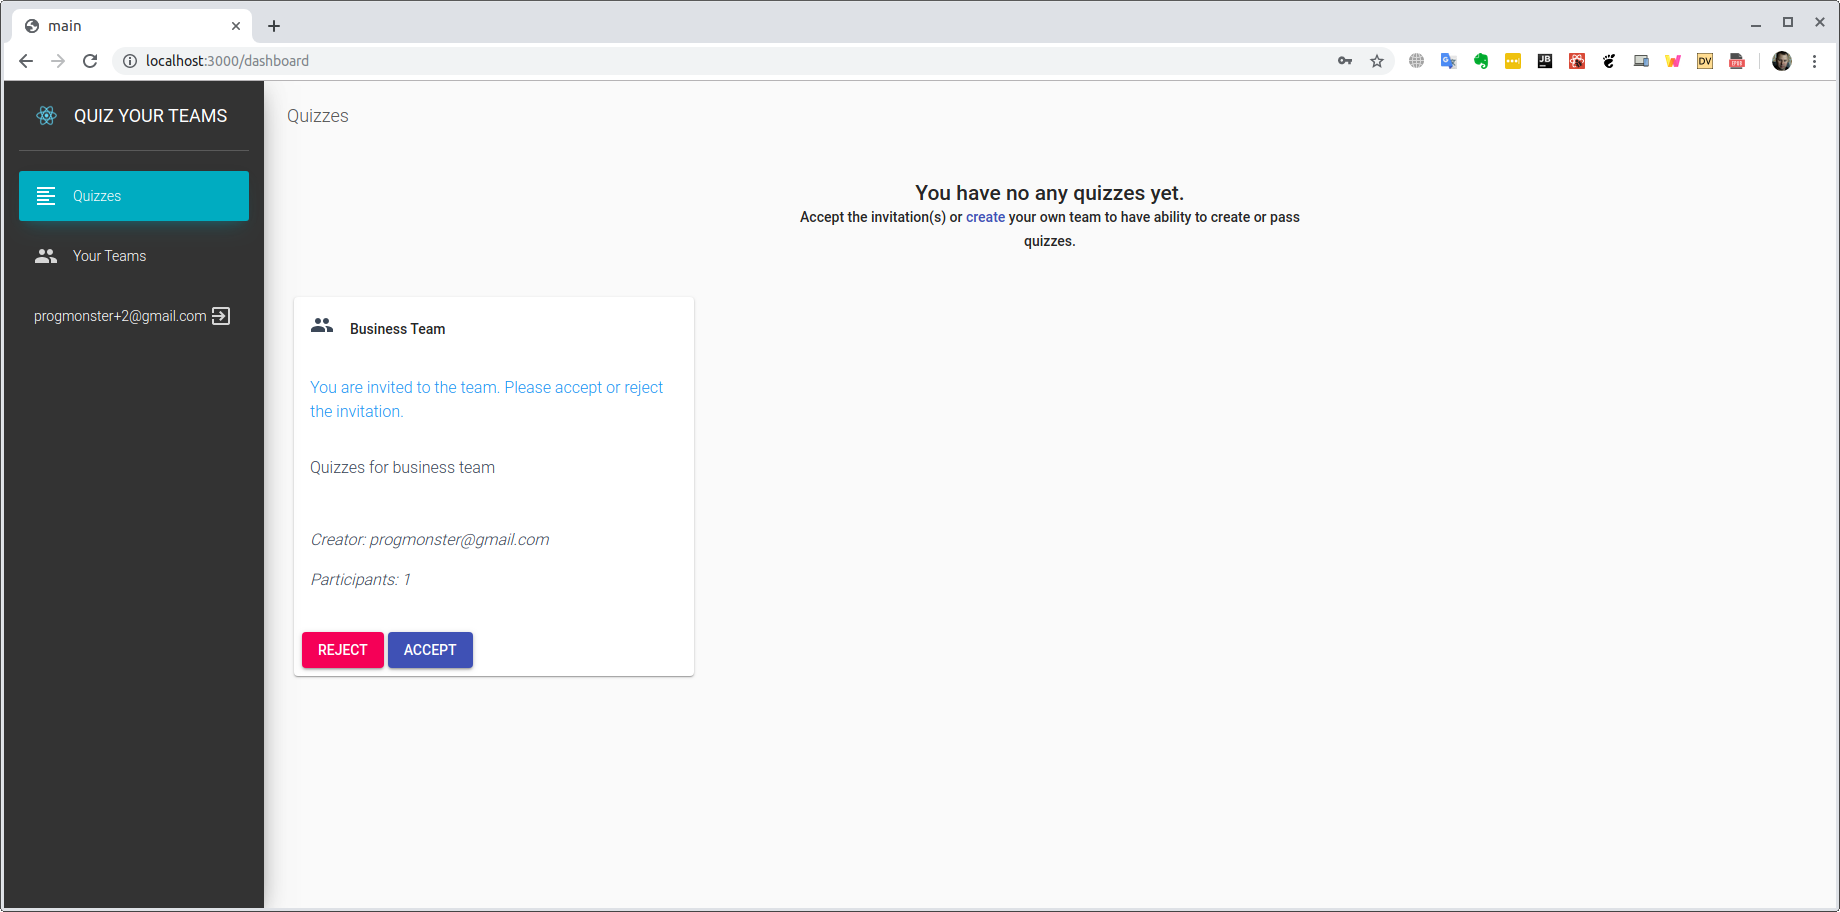 main
localhost:3000/dashboard
JB
DV
EPUB
QUIZ YOUR TEAMS
Quizzes
Quizzes
Your Teams
progmonster+2@gmail.com
You have no any quizzes yet.
Accept the invitation(s) or create your own team to have ability to create or pass
quizzes.
Business Team
You are invited to the team. Please accept or reject
the invitation.
Quizzes for business team
Creator: progmonster@gmail.com
Participants: 1
REJECT
ACCEPT